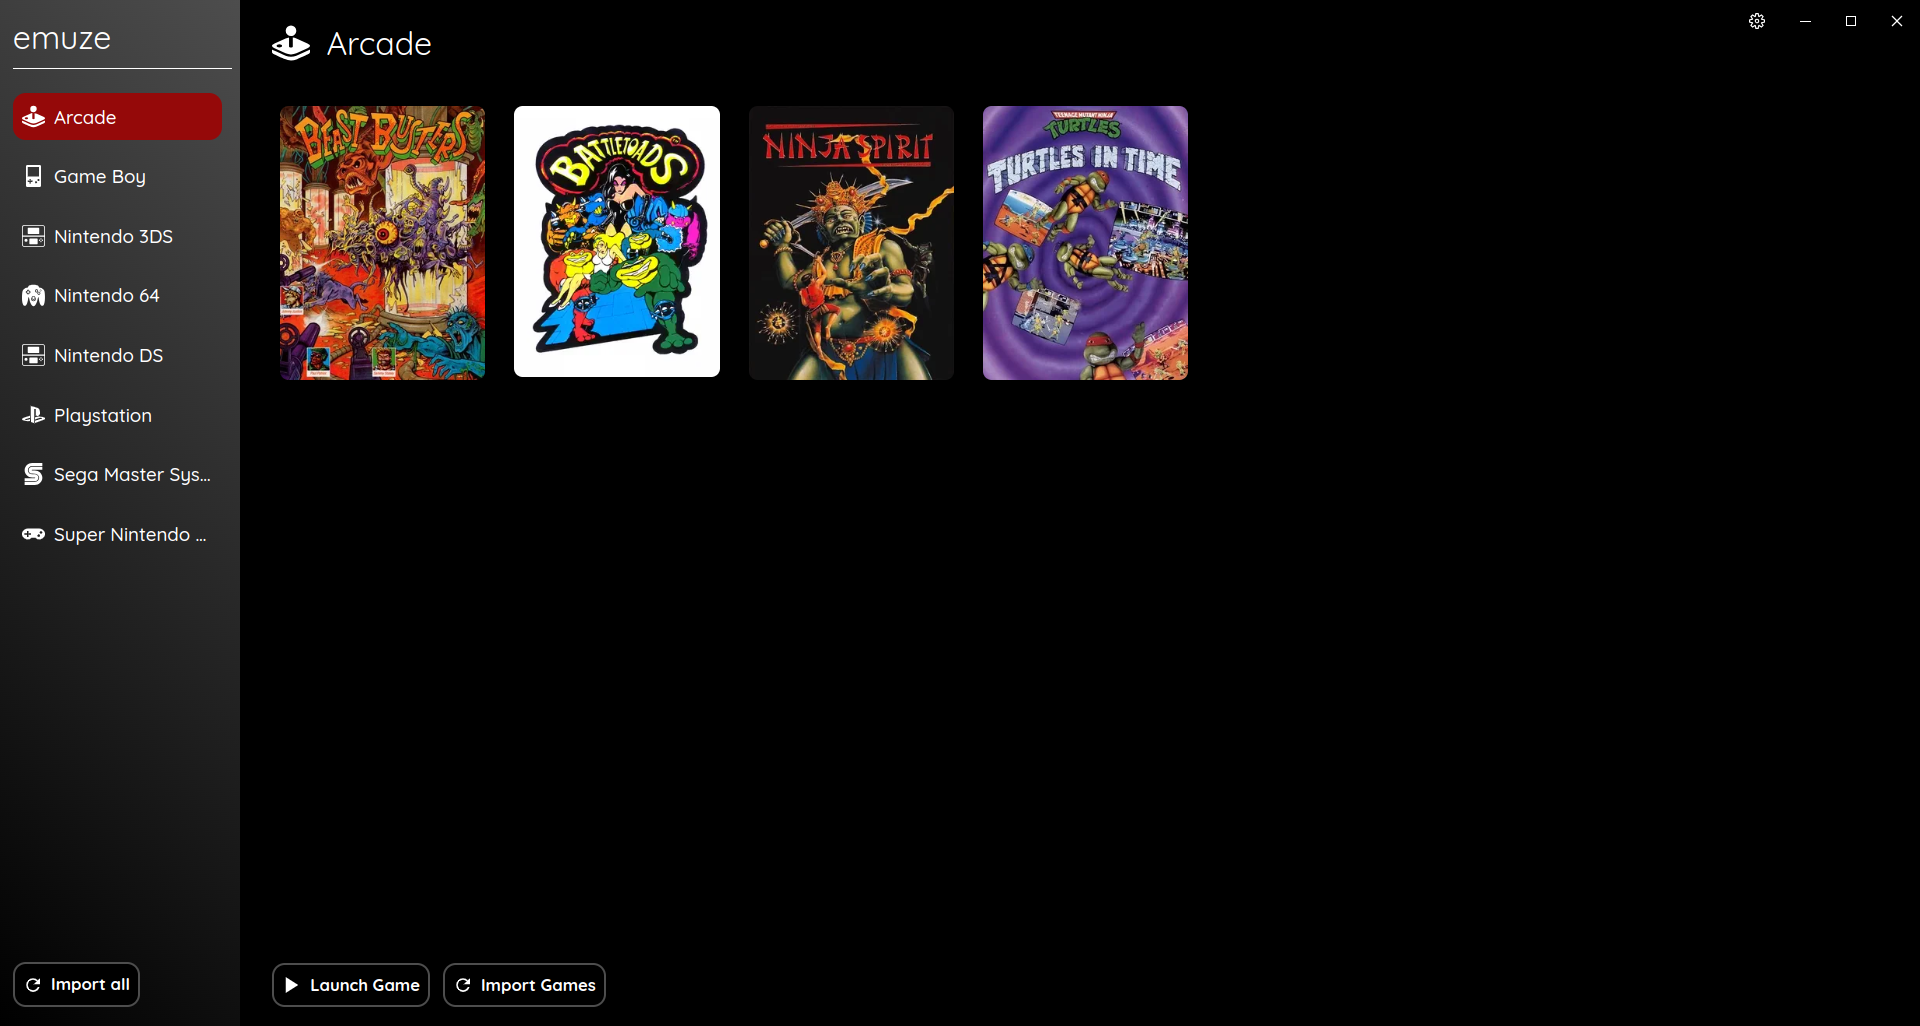 emuze
Arcade
Game Boy
Nintendo 3DS
Nintendo 64
Nintendo DS
Playstation
Sega Master Sys...
Super Nintendo ...
Import all
Arcade
BEAST BUSTERS
BATTLETOADS
NINJA SPIRIT
TEENAGE MUTANT NINJA
TURTLES
TURTLES IN TIME
Launch Game
Import Games